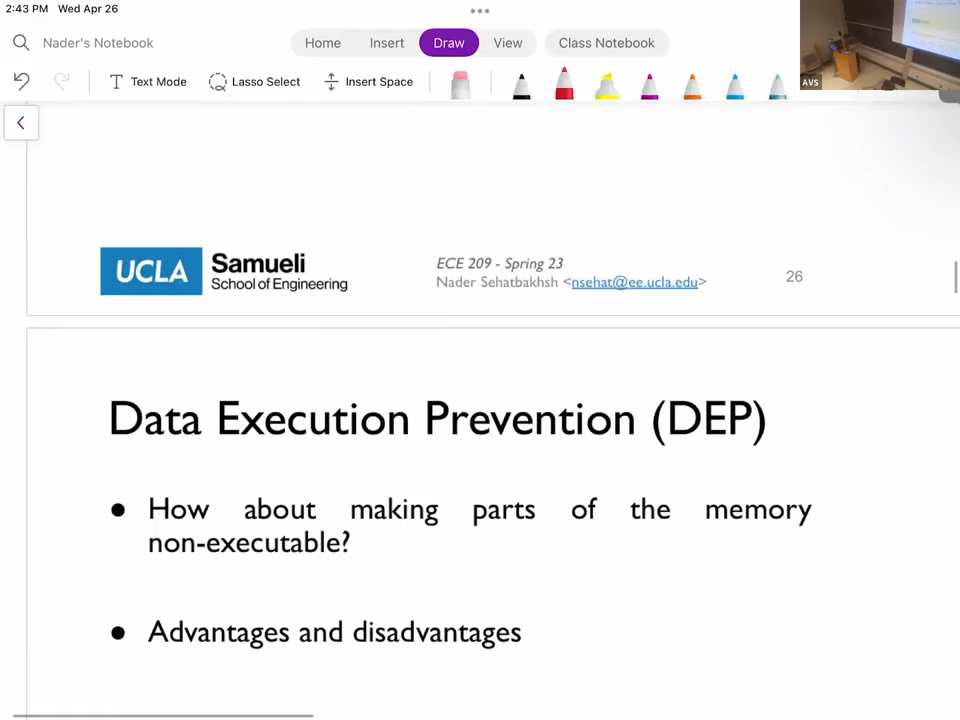 2:43 PM Wed Apr 26
Nader's Notebook
Home Insert Draw View Class Notebook
Text Mode Lasso Select Insert Space
AVS
UCLA Samueli School of Engineering
ECE 209 - Spring 23
Nader Sehatbakhsh <nsehat@ee.ucla.edu>
26
Data Execution Prevention (DEP)
● How about making parts of the memory
non-executable?
● Advantages and disadvantages